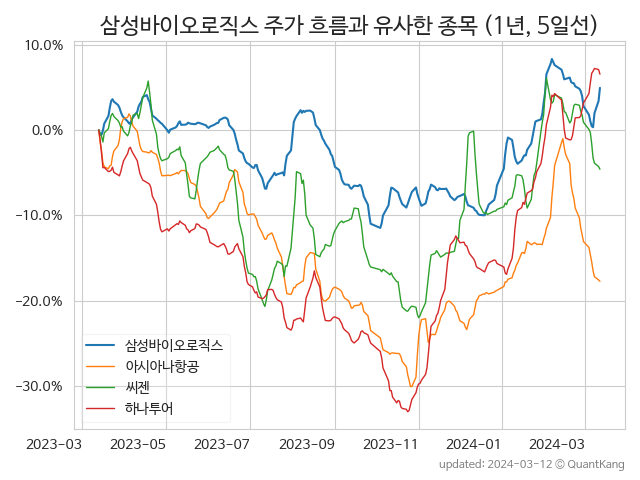 삼성바이오로직스 주가 흐름과 유사한 종목 (1년, 5일선)
10.0%
0.0%
−10.0%
−20.0%
−30.0%
삼성바이오로직스
아시아나항공
씨젠
하나투어
2023-03 2023-05 2023-07 2023-09 2023-11 2024-01 2024-03
updated: 2024-03-12 © QuantKang